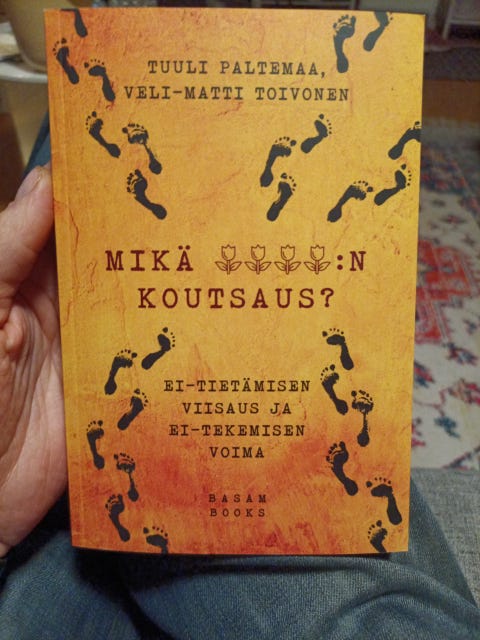 TUULI PALTEMAA,
VELI-MATTI TOIVONEN
MIKÄ 🌷🌷🌷🌷:N
KOUTSAUS?
EI-TIETÄMISEN
VIISAUS JA
EI-TEKEMISEN
VOIMA
BASAM
BOOKS